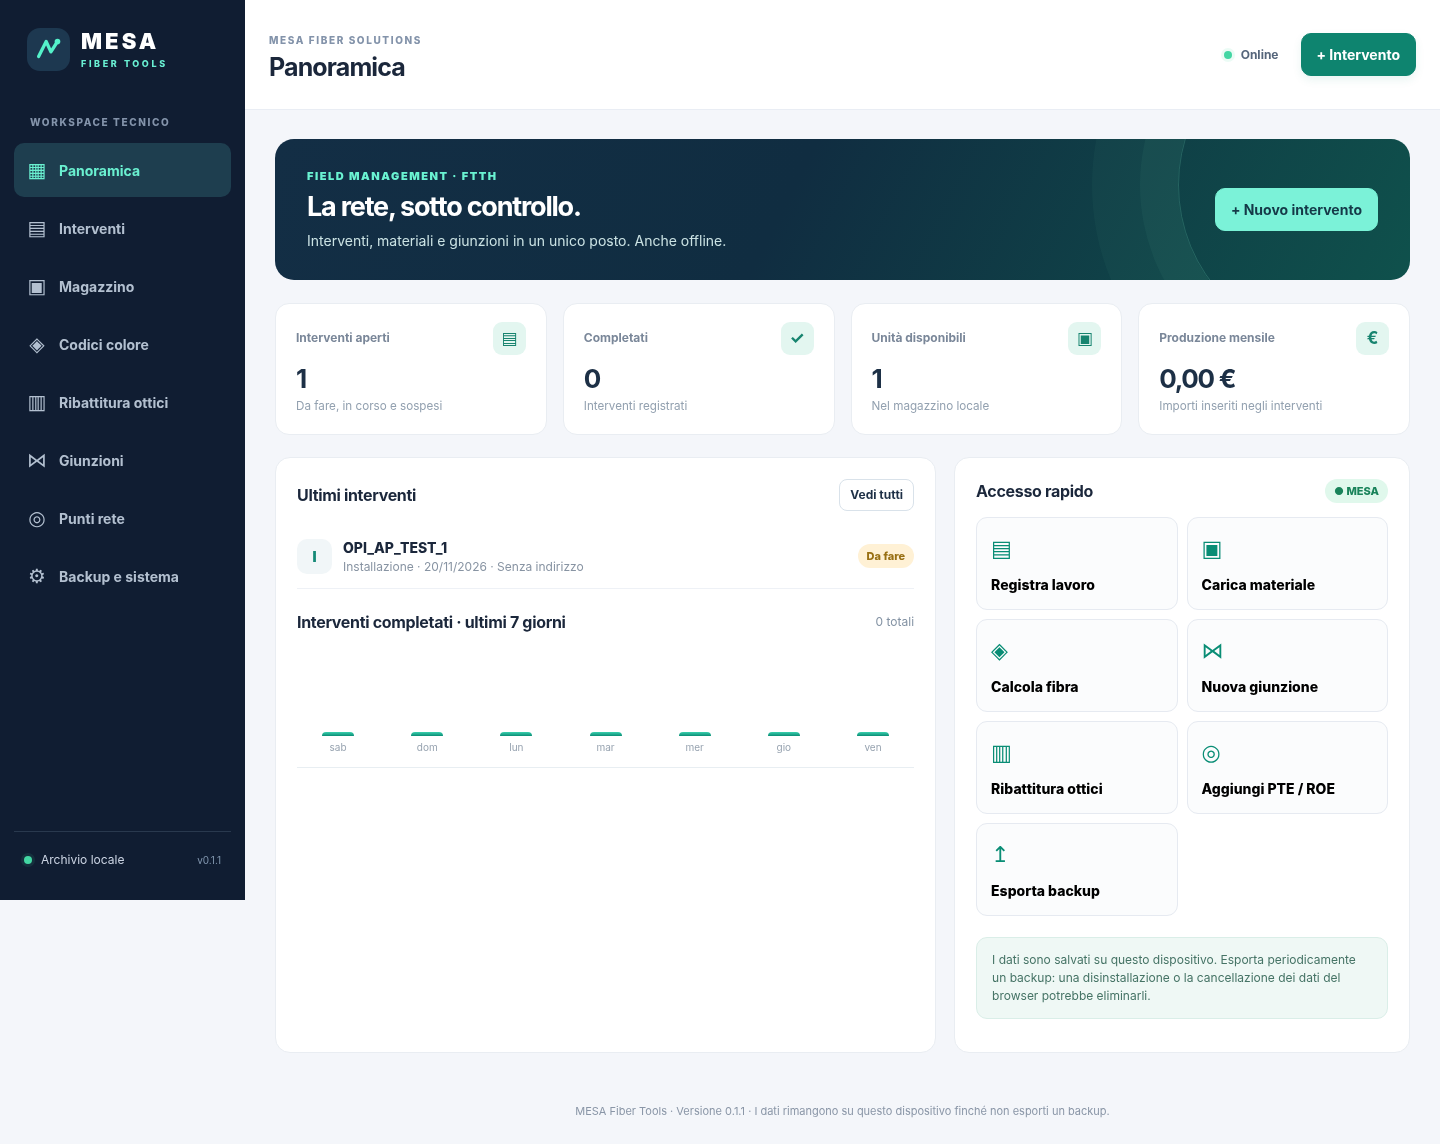 MESA
FIBER TOOLS
WORKSPACE TECNICO
Panoramica
Interventi
Magazzino
Codici colore
Ribattitura ottici
Giunzioni
Punti rete
Backup e sistema
Archivio locale
v0.1.1
MESA FIBER SOLUTIONS
Panoramica
Online
+ Intervento
FIELD MANAGEMENT · FTTH
La rete, sotto controllo.
Interventi, materiali e giunzioni in un unico posto. Anche offline.
+ Nuovo intervento
Interventi aperti
1
Da fare, in corso e sospesi
Completati
✓
0
Interventi registrati
Unità disponibili
1
Nel magazzino locale
Produzione mensile
€
0,00 €
Importi inseriti negli interventi
Ultimi interventi
Vedi tutti
I
OPI_AP_TEST_1
Installazione · 20/11/2026 · Senza indirizzo
Da fare
Interventi completati · ultimi 7 giorni
0 totali
sab dom lun mar mer gio ven
Accesso rapido
● MESA
Registra lavoro
Carica materiale
Calcola fibra
Nuova giunzione
Ribattitura ottici
Aggiungi PTE / ROE
Esporta backup
I dati sono salvati su questo dispositivo. Esporta periodicamente
un backup: una disinstallazione o la cancellazione dei dati del
browser potrebbe eliminarli.
MESA Fiber Tools · Versione 0.1.1 · I dati rimangono su questo dispositivo finché non esporti un backup.